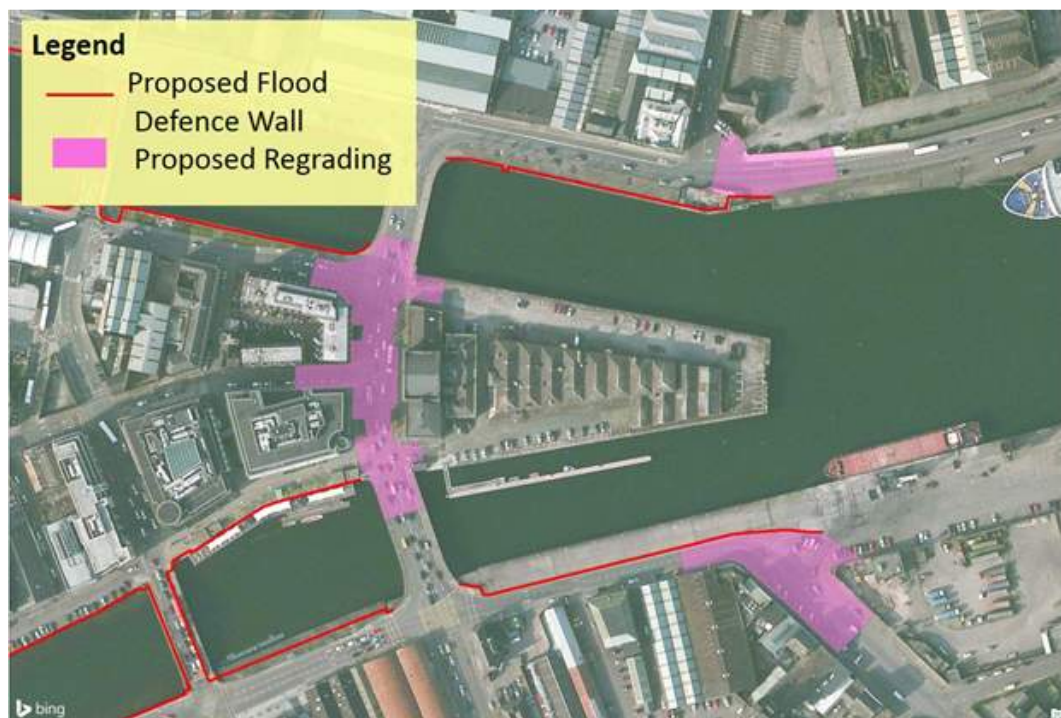 Legend
Proposed Flood
Defence Wall
Proposed Regrading
bing